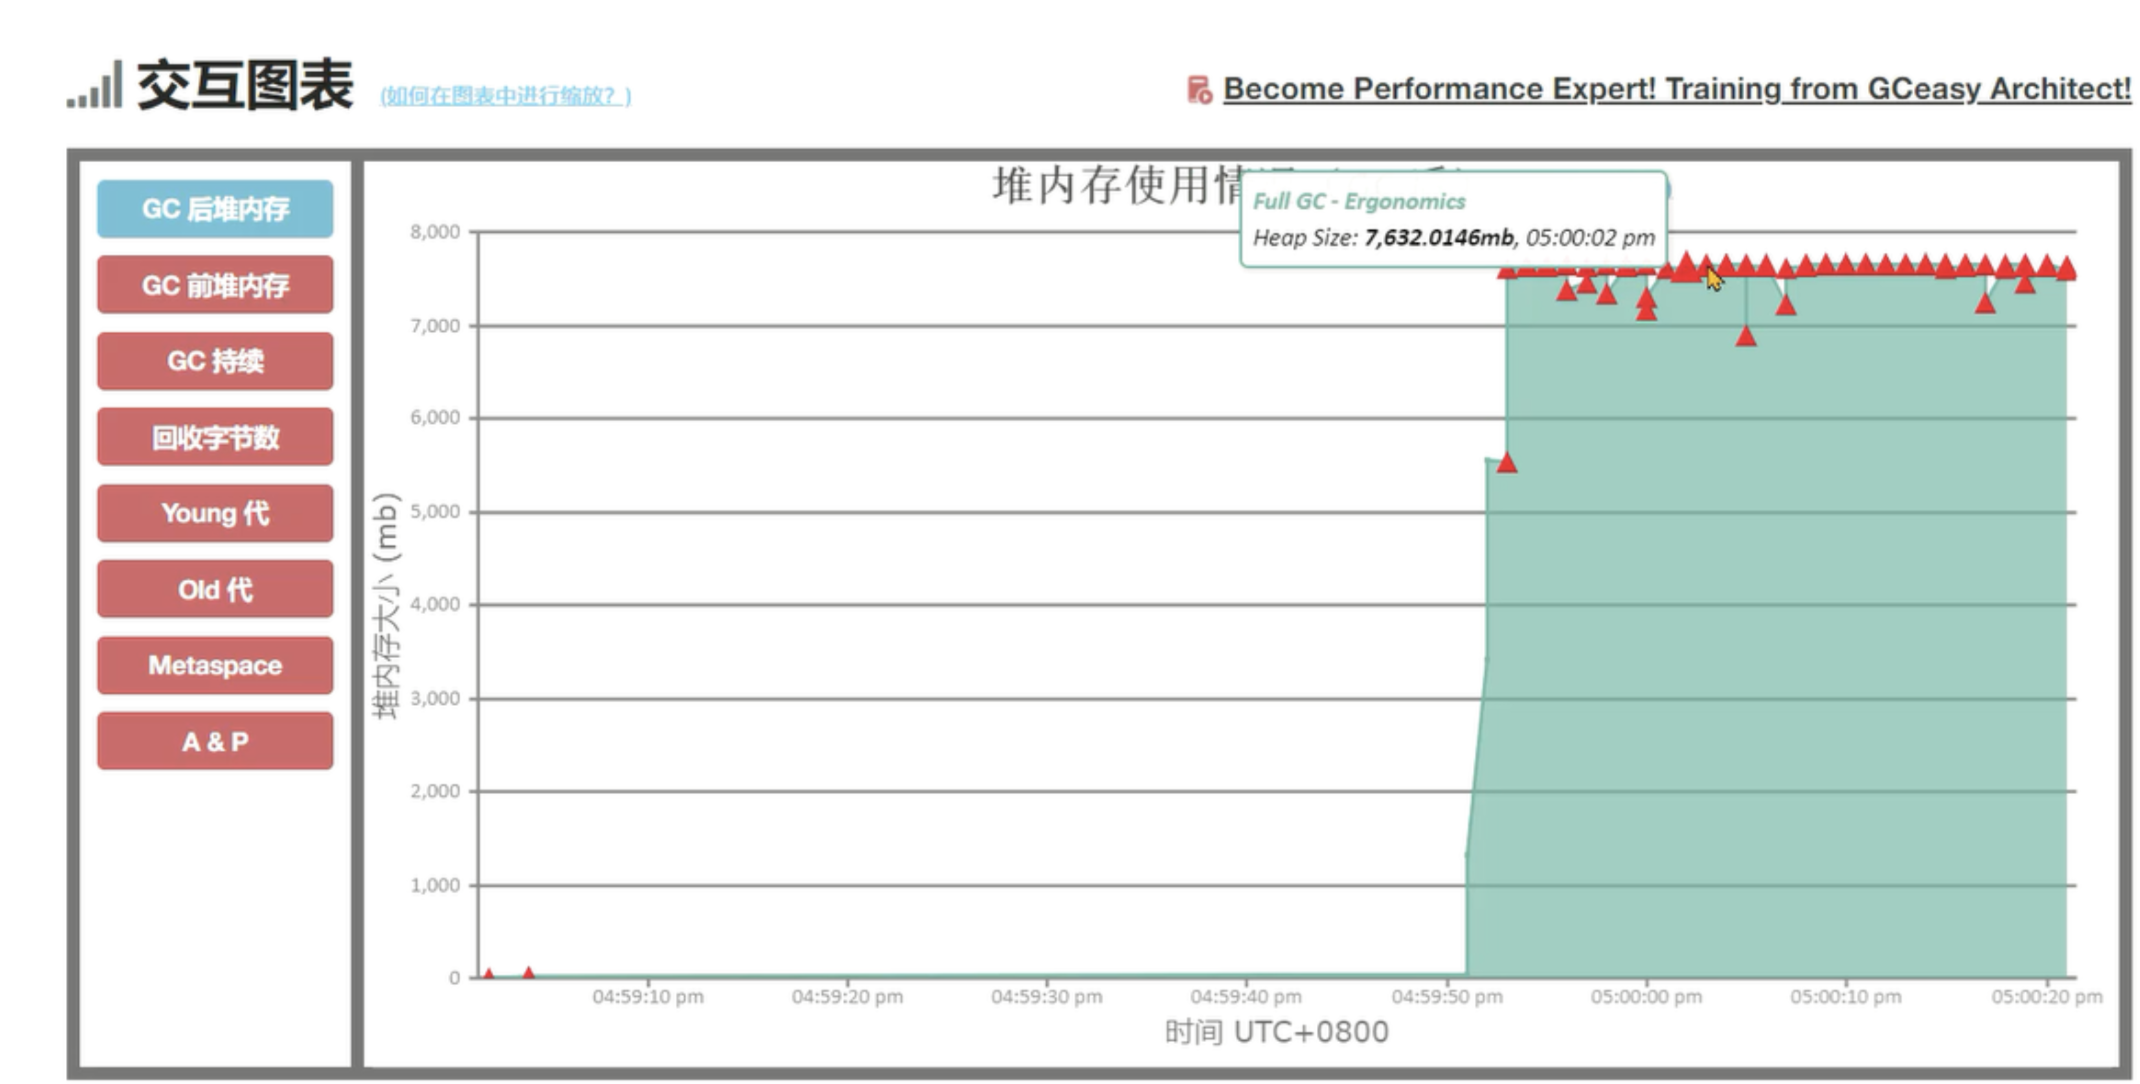 交互图表
(如何在图表中进行缩放？)
Become Performance Expert! Training from GCeasy Architect!
GC 后堆内存
GC 前堆内存
GC 持续
回收字节数
Young 代
Old 代
Metaspace
A & P
堆内存使用情
Full GC - Ergonomics
Heap Size: 7,632.0146mb, 05:00:02 pm
堆内存大小 (mb)
8,000
7,000
6,000
5,000
4,000
3,000
2,000
1,000
0
04:59:10 pm
04:59:20 pm
04:59:30 pm
04:59:40 pm
04:59:50 pm
05:00:00 pm
05:00:10 pm
05:00:20 pm
时间 UTC+0800